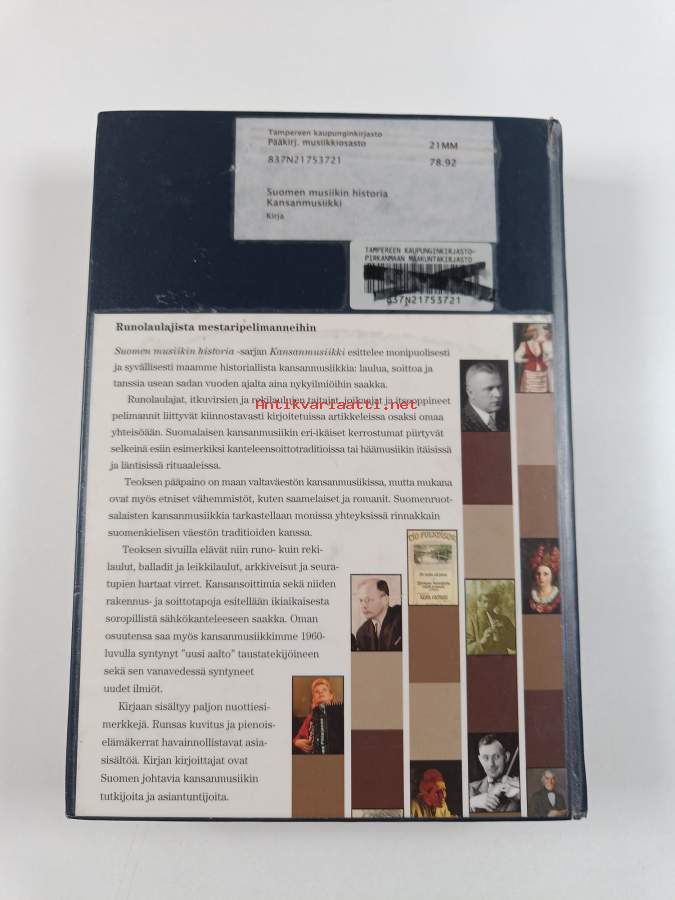 Tampereen kaupunginkirjasto
Pääkirj. musiikkiosasto 21MM
837N21753721 78.92
Suomen musiikin historia
Kansanmusiikki
Kirja
TAMPEREEN KAUPUNGINKIRJASTO-
PIRKANMAAN MAAKUNTAKIRJASTO
837N21753721
Runolaulajista mestaripelimanneihin
Suomen musiikin historia -sarjan Kansanmusiikki esittelee monipuolisesti
ja syvällisesti maamme historiallista kansanmusiikkia: laulua, soittoa ja
tanssia usean sadan vuoden ajalta aina nykyilmiöihin saakka.
Runolaulajat, itkuvirsien ja rekilaulujen taitajat, joikaajat ja itseoppineet
Antikvariaatti.net
pelimannit liittyvät kiinnostavasti kirjoitetuissa artikkeleissa osaksi omaa
yhteisöään. Suomalaisen kansanmusiikin eri-ikäiset kerrostumat piirtyvät
selkeinä esiin esimerkiksi kanteleensoittotraditioissa tai häämusiikin itäisissä
ja läntisissä rituaaleissa.
Teoksen pääpaino on maan valtaväestön kansanmusiikissa, mutta mukana
ovat myös etniset vähemmistöt, kuten saamelaiset ja romanit. Suomenruot-
salaisten kansanmusiikkia tarkastellaan monissa yhteyksissä rinnakkain
suomenkielisen väestön traditioiden kanssa.
Teoksen sivuilla elävät niin runo- kuin reki-
laulut, balladit ja leikkilaulut, arkkiveisut ja seura-
tupien hartaat virret. Kansansoittimia sekä niiden
rakennus- ja soittotapoja esitellään ikiaikaisesta
soropillistä sähkökanteleeseen saakka. Oman
osuutensa saa myös kansanmusiikkimme 1960-
luvulla syntynyt "uusi aalto" taustatekijöineen
sekä sen vanavedessä syntyneet
uudet ilmiöt.
Kirjaan sisältyy paljon nuottiesi-
merkkejä. Runsas kuvitus ja pienois-
elämäkerrat havainnollistavat asia-
sisältöä. Kirjan kirjoittajat ovat
Suomen johtavia kansanmusiikin
tutkijoita ja asiantuntijoita.